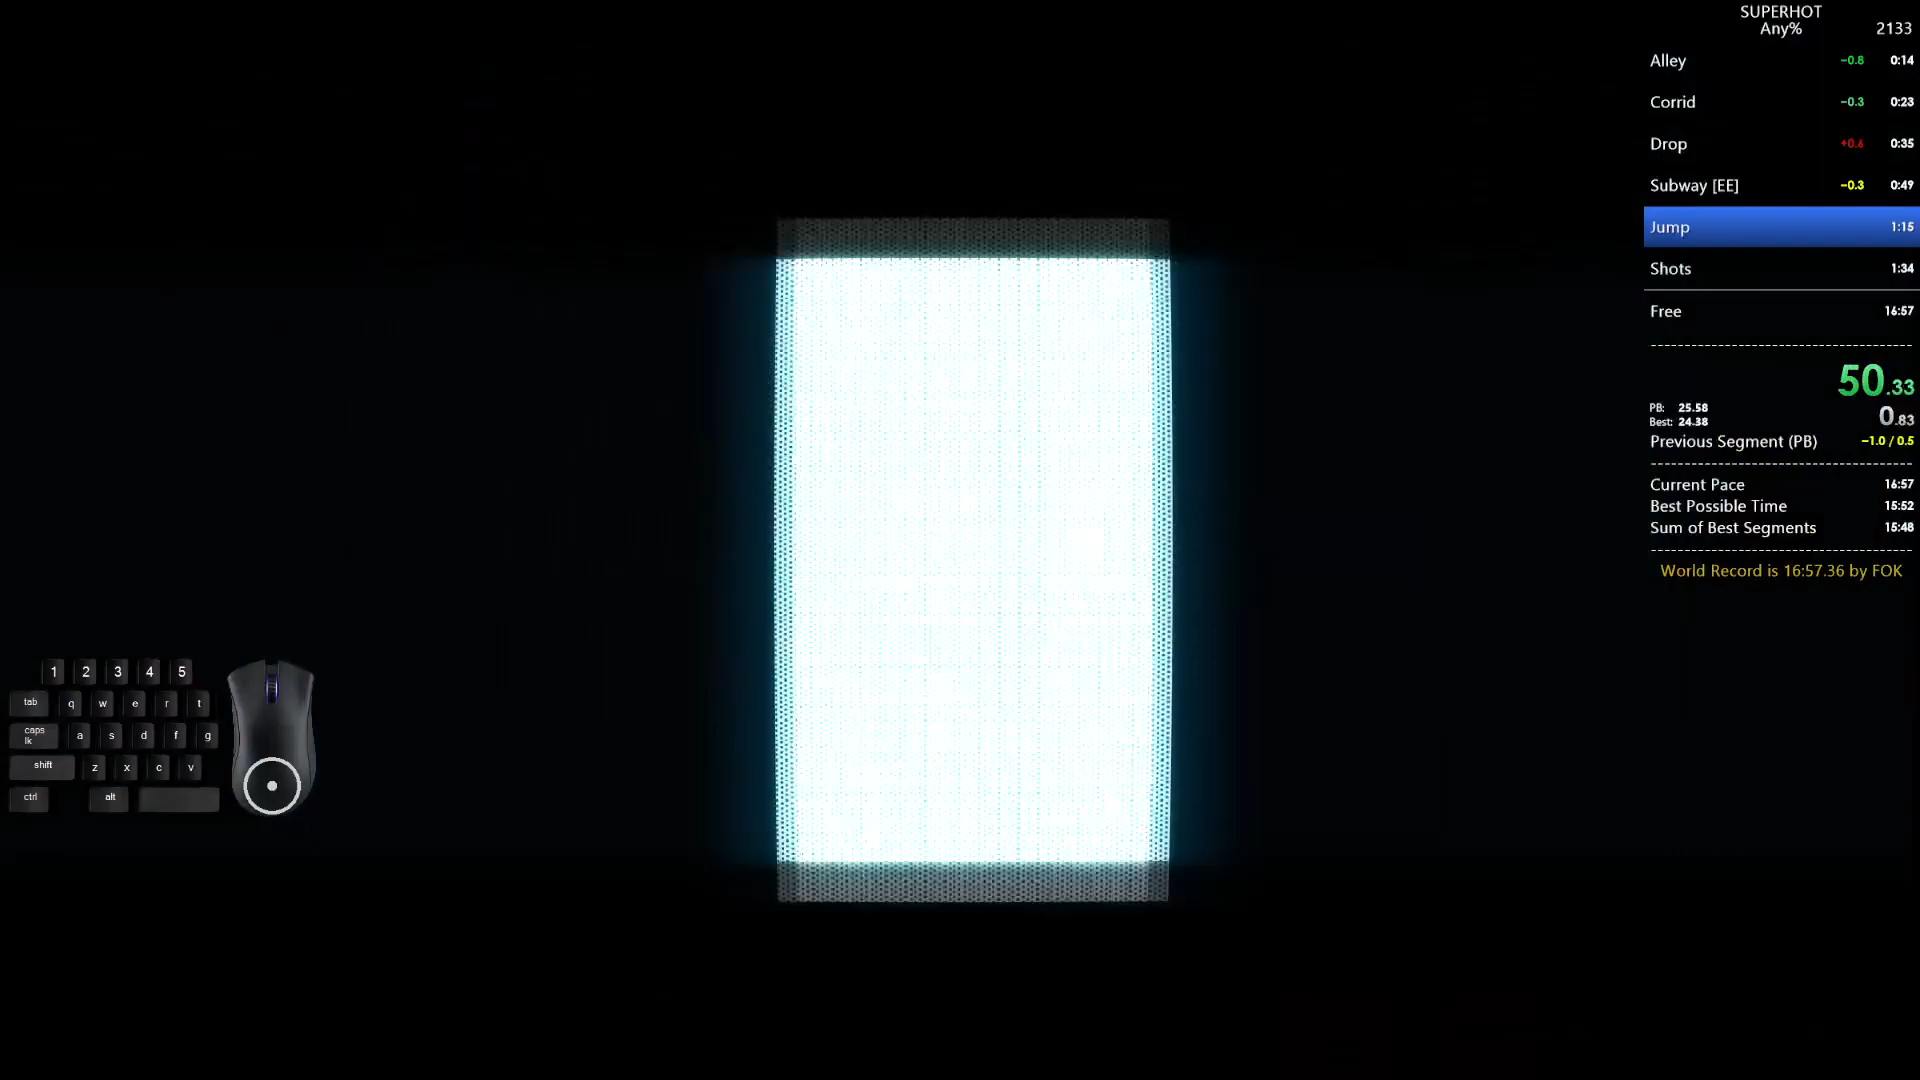 SUPERHOT
Any%
2133
Alley -0.8 0:14
Corrid -0.3 0:23
Drop +0.6 0:35
Subway [EE] -0.3 0:49
Jump 1:15
Shots 1:34
Free 16:57
50.33
PB: 25.58
0.83
Best: 24.38
Previous Segment (PB) -1.0 / 0.5
Current Pace 16:57
Best Possible Time 15:52
Sum of Best Segments 15:48
World Record is 16:57.36 by FOK
1 2 3 4 5
tab q w e r t
caps lk a s d f g
shift z x c v
ctrl alt